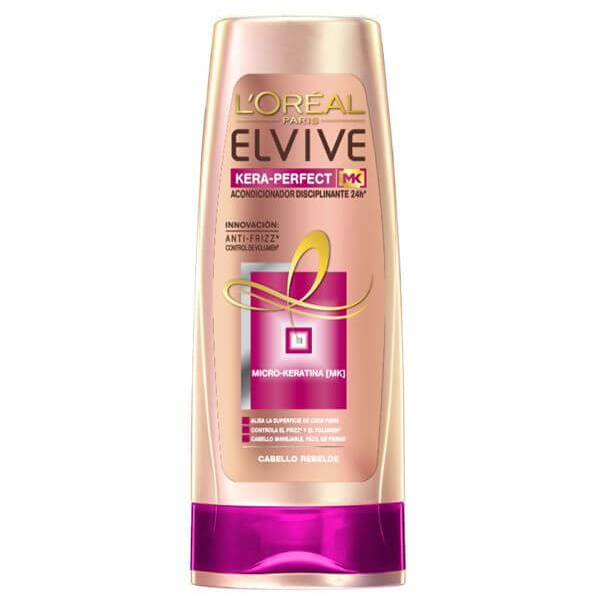 L'ORÉAL
PARIS
ELVIVE
KERA-PERFECT MK
ACONDICIONADOR DISCIPLINANTE 24h*
INNOVACIÓN:
ANTI-FRIZZ*
CONTROL DE VOLUMEN*
MICRO-KERATINA [MK]
ALISA LA SUPERFICIE DE CADA FIBRA
CONTROLA EL FRIZZ* Y EL VOLUMEN*
CABELLO MANEJABLE, FÁCIL DE PEINAR
CABELLO REBELDE